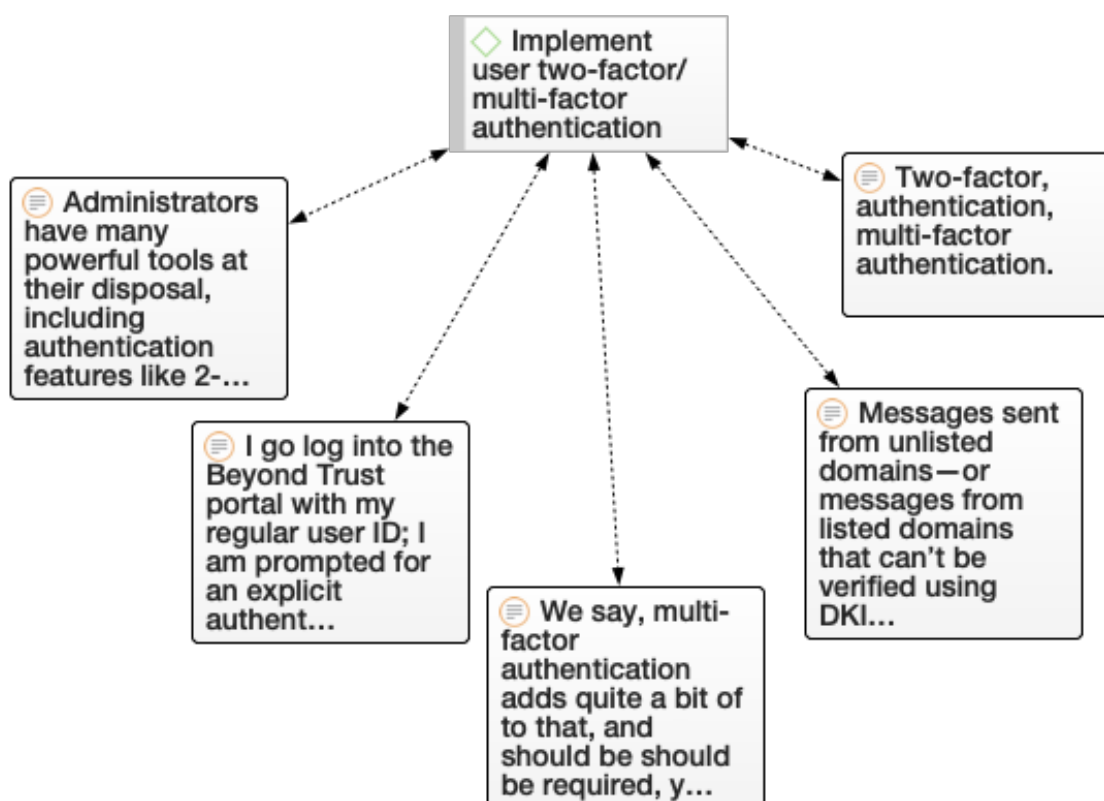 Implement
user two-factor/
multi-factor
authentication
Administrators
have many
powerful tools at
their disposal,
including
authentication
features like 2-...
I go log into the
Beyond Trust
portal with my
regular user ID; I
am prompted for
an explicit
authent...
We say, multi-
factor
authentication
adds quite a bit of
to that, and
should be should
be required, y...
Messages sent
from unlisted
domains—or
messages from
listed domains
that can’t be
verified using
DKI...
Two-factor,
authentication,
multi-factor
authentication.